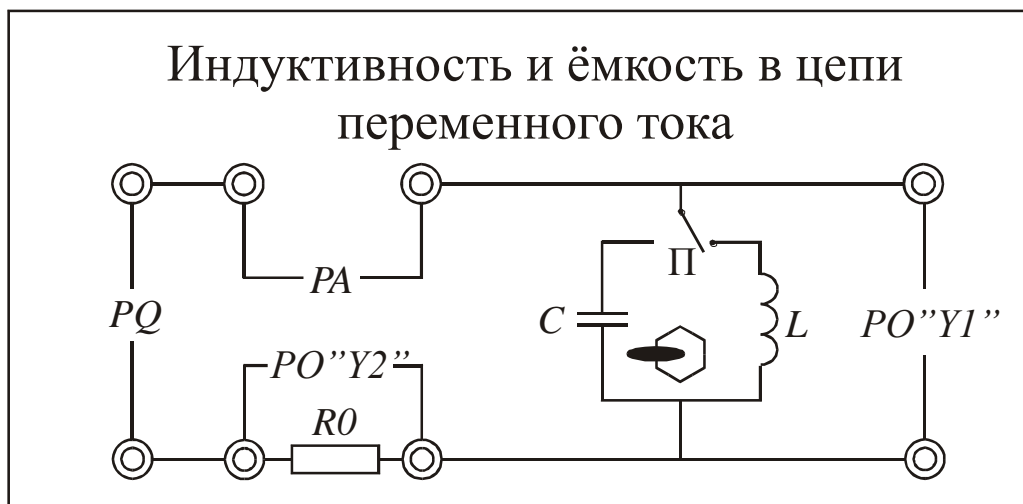 Индуктивность и ёмкость в цепи
переменного тока
П
PA
PQ
C
L
PO”Y1”
PO”Y2”
R0